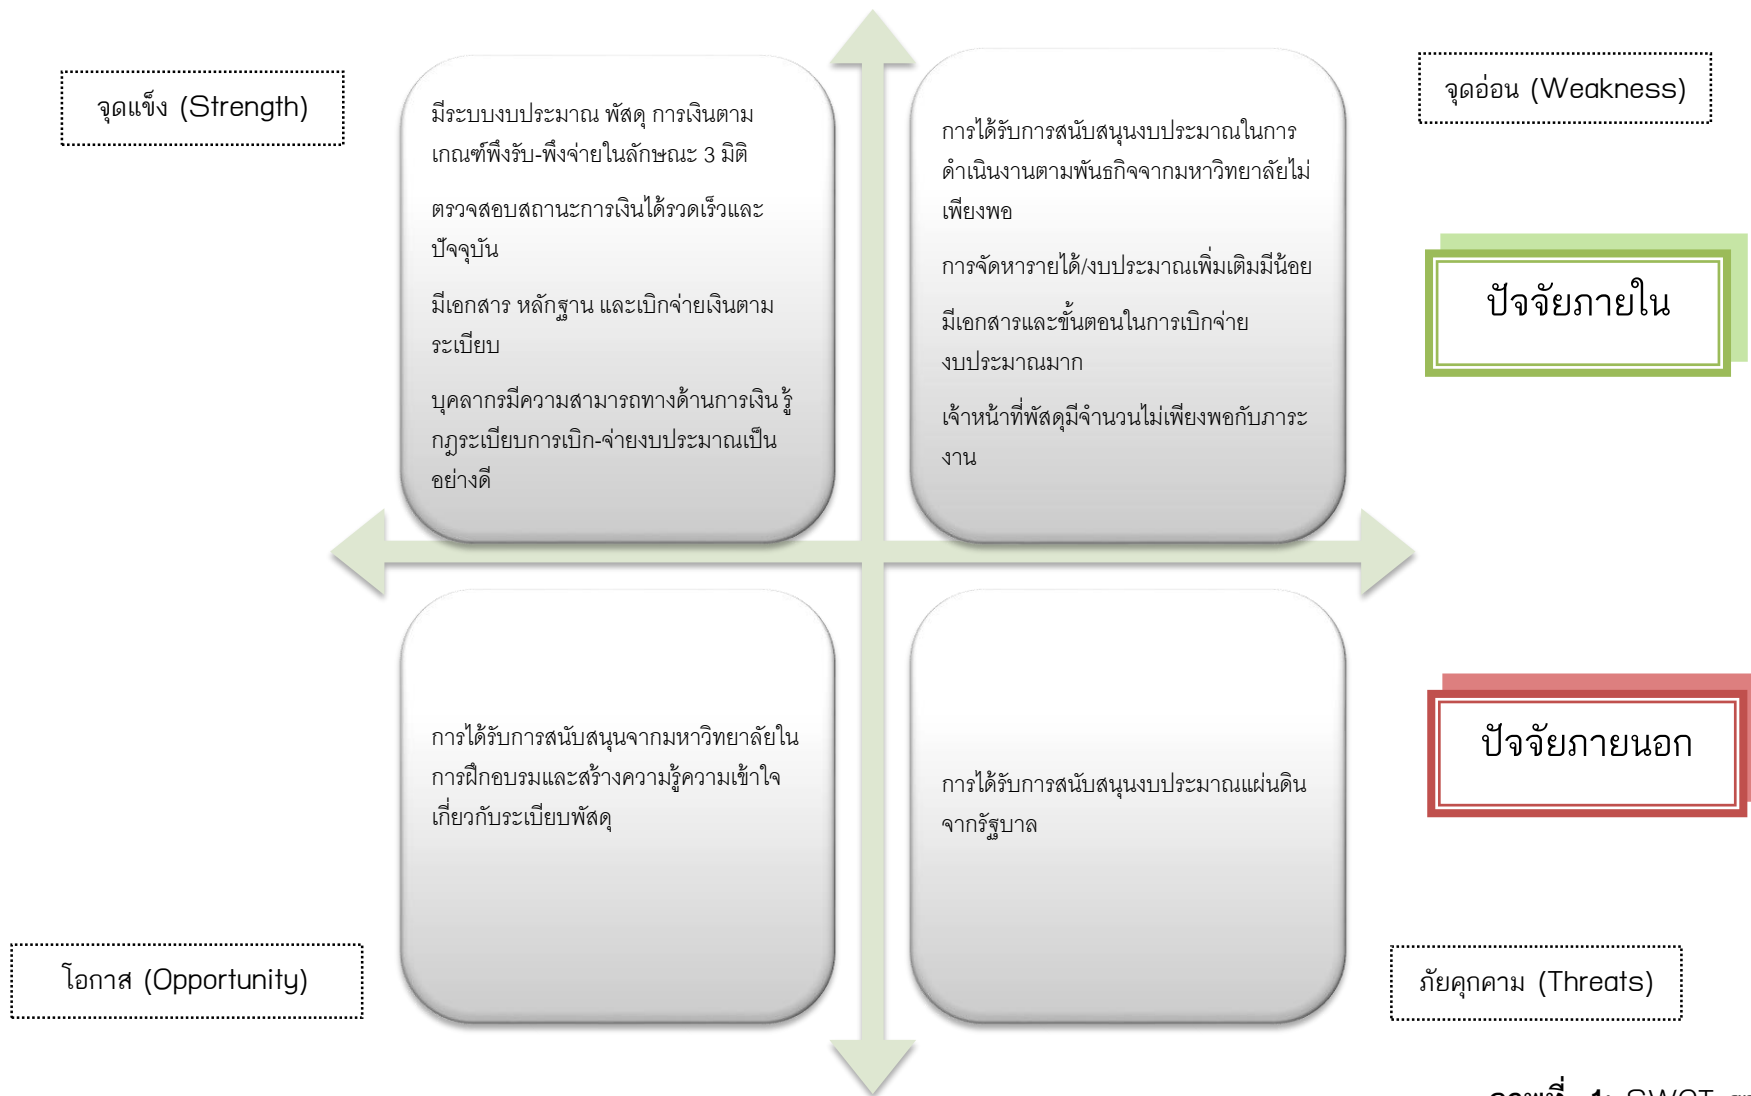 จุดแข็ง (Strength)
มีระบบงบประมาณ พัสดุ การเงินตาม
เกณฑ์พึงรับ-พึงจ่ายในลักษณะ 3 มิติ
ตรวจสอบสถานะการเงินได้รวดเร็วและ
ปัจจุบัน
มีเอกสาร หลักฐาน และเบิกจ่ายเงินตาม
ระเบียบ
บุคลากรมีความสามารถทางด้านการเงิน รู้
กฎระเบียบการเบิก-จ่ายงบประมาณเป็น
อย่างดี
จุดอ่อน (Weakness)
การได้รับการสนับสนุนงบประมาณในการ
ดำเนินงานตามพันธกิจจากมหาวิทยาลัยไม่
เพียงพอ
การจัดหารายได้/งบประมาณเพิ่มเติมมีน้อย
มีเอกสารและขั้นตอนในการเบิกจ่าย
งบประมาณมาก
เจ้าหน้าที่พัสดุมีจำนวนไม่เพียงพอกับภาระ
งาน
ปัจจัยภายใน
การได้รับการสนับสนุนจากมหาวิทยาลัยใน
การฝึกอบรมและสร้างความรู้ความเข้าใจ
เกี่ยวกับระเบียบพัสดุ
โอกาส (Opportunity)
การได้รับการสนับสนุนงบประมาณแผ่นดิน
จากรัฐบาล
ปัจจัยภายนอก
ภัยคุกคาม (Threats)
ภาพที่ 1: SWOT